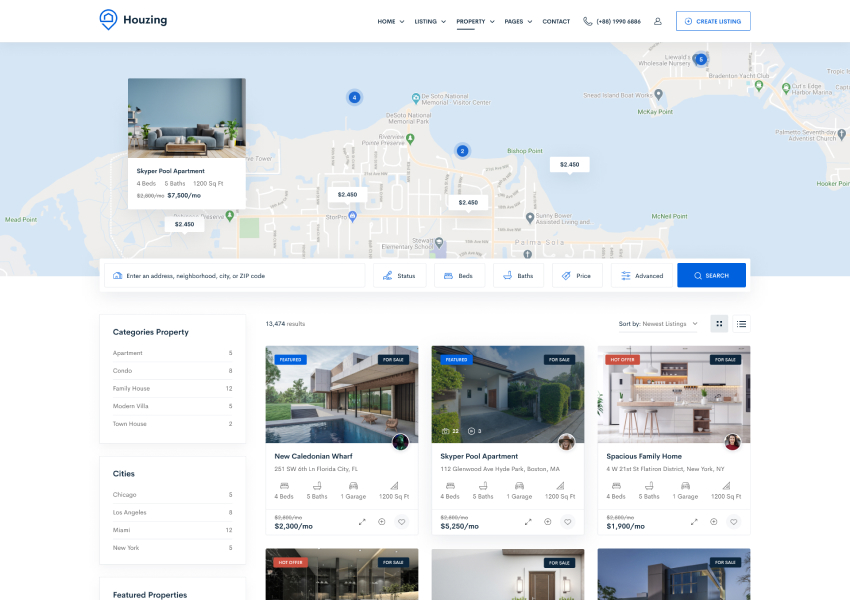 Houzing
HOME
LISTING
PROPERTY
PAGES
CONTACT
(+88) 1990 6886
CREATE LISTING
Liewald's
Wholesale Nursery
5
Bradenton Yacht Club
Cut's Edge
Harbor Marina
Snead Island Boat Works
McKay Point
Palmetto Seventh-day
Adventist Church
Hooker Poin
4
De Soto National
Memorial - Visitor Center
DeSoto National
Memorial Park
Riverview
Pointe Preserve
2
Bishop Point
$2.450
Skyper Pool Apartment
4 Beds 5 Baths 1200 Sq Ft
$2,800/mo $7,500/mo
Tower
$2.450
$2.450
$2.450
Preserve
StorPro
Mead Point
Sunny Bower
Assisted Living and
McNeil Point
Palma Sola
Stewart
Elementary School
Enter an address, neighborhood, city, or ZIP code
Status
Beds
Baths
Price
Advanced
SEARCH
Categories Property
Apartment 5
Condo 8
Family House 12
Modern Villa 5
Town House 2
Cities
Chicago 5
Los Angeles 8
Miami 12
New York 5
Featured Properties
13,474 results
Sort by: Newest Listings
FEATURED
FOR SALE
New Caledonian Wharf
251 SW 6th Ln Florida City, FL
4 Beds 5 Baths 1 Garage 1200 Sq Ft
$2,800/mo
$2,300/mo
FEATURED
FOR SALE
22 3
Skyper Pool Apartment
112 Glenwood Ave Hyde Park, Boston, MA
4 Beds 5 Baths 1 Garage 1200 Sq Ft
$2,800/mo
$5,250/mo
HOT OFFER
FOR SALE
Spacious Family Home
4 W 21st St Flatiron District, New York, NY
4 Beds 5 Baths 1 Garage 1200 Sq Ft
$2,800/mo
$1,900/mo
HOT OFFER
FOR SALE
FOR SALE
FOR SALE